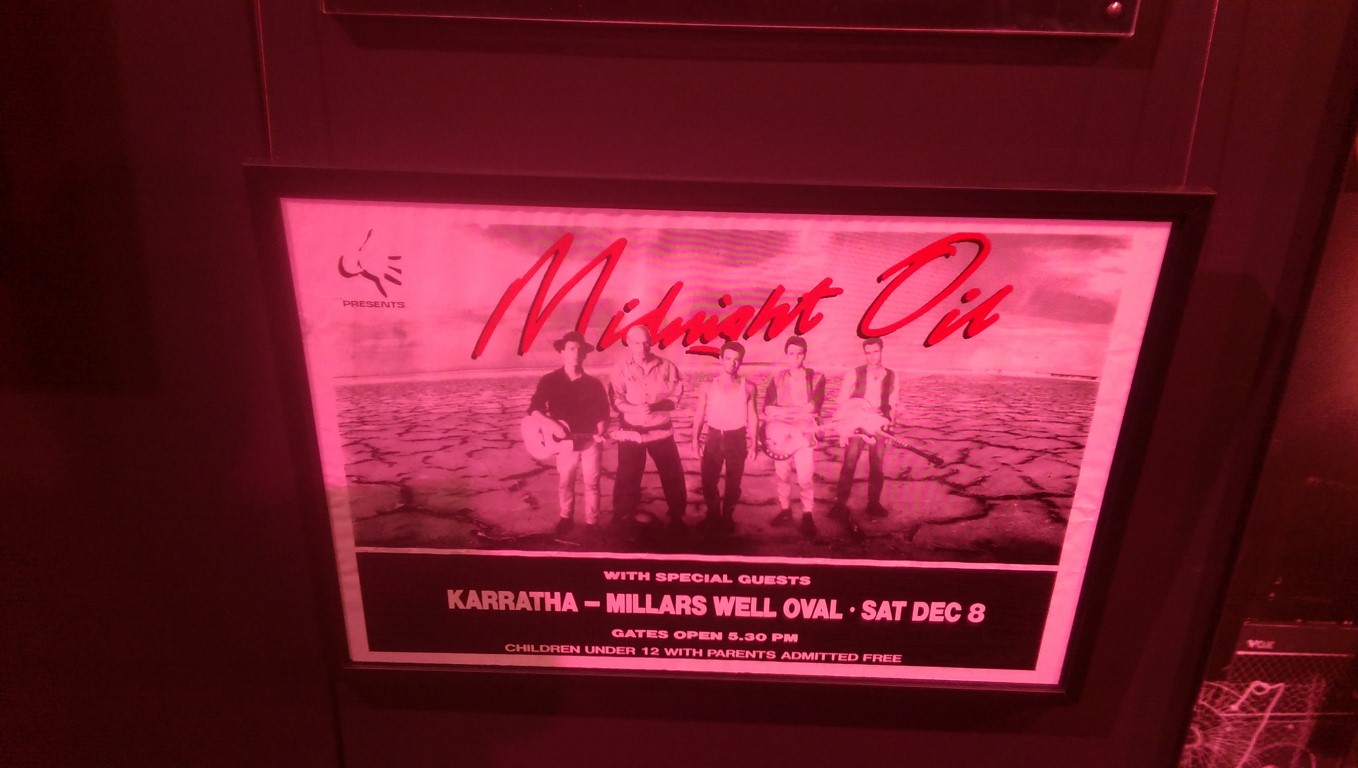 PRESENTS
Midnight Oil
WITH SPECIAL GUESTS
KARRATHA – MILLARS WELL OVAL · SAT DEC 8
GATES OPEN 5.30 PM
CHILDREN UNDER 12 WITH PARENTS ADMITTED FREE
VOX